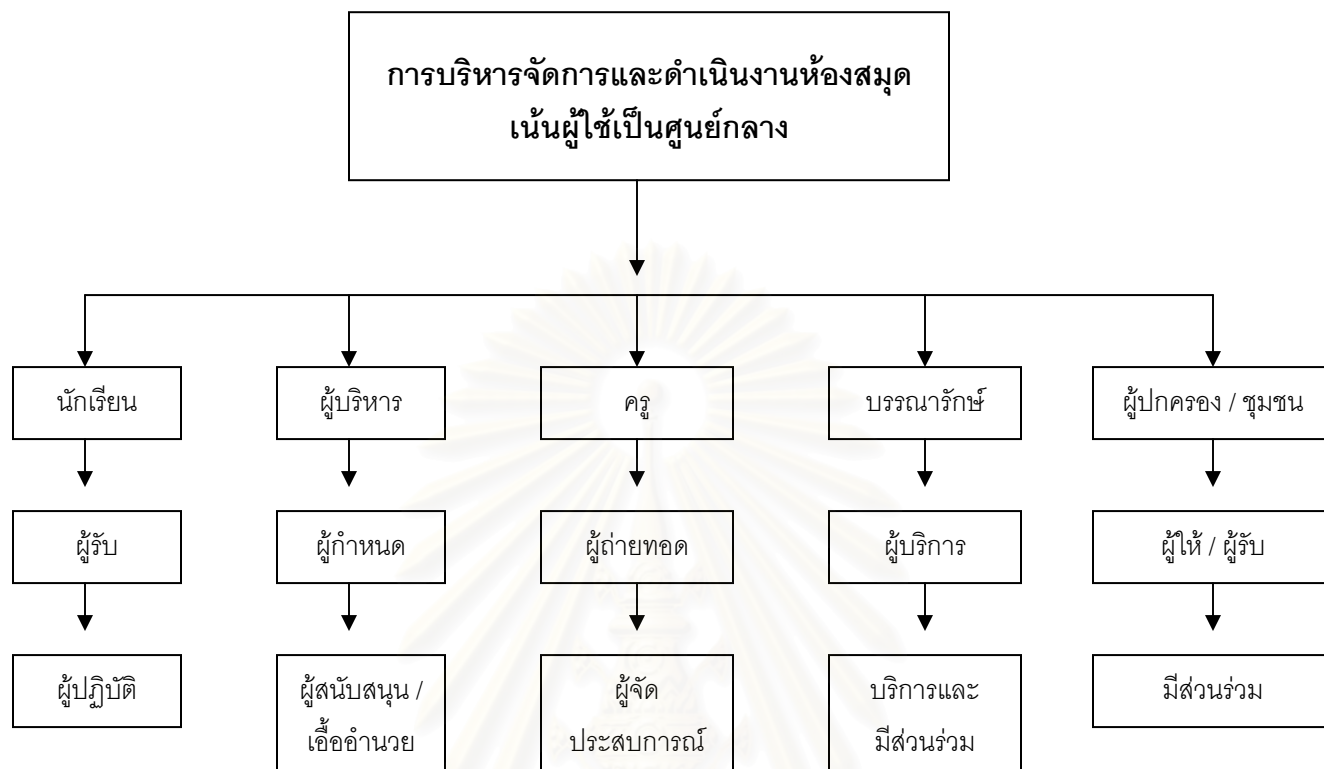 การบริหารจัดการและดำเนินงานห้องสมุด
เน้นผู้ใช้เป็นศูนย์กลาง
นักเรียน
ผู้บริหาร
ครู
บรรณารักษ์
ผู้ปกครอง / ชุมชน
ผู้รับ
ผู้กำหนด
ผู้ถ่ายทอด
ผู้บริการ
ผู้ให้ / ผู้รับ
ผู้ปฏิบัติ
ผู้สนับสนุน /
เอื้ออำนวย
ผู้จัด
ประสบการณ์
บริการและ
มีส่วนร่วม
มีส่วนร่วม